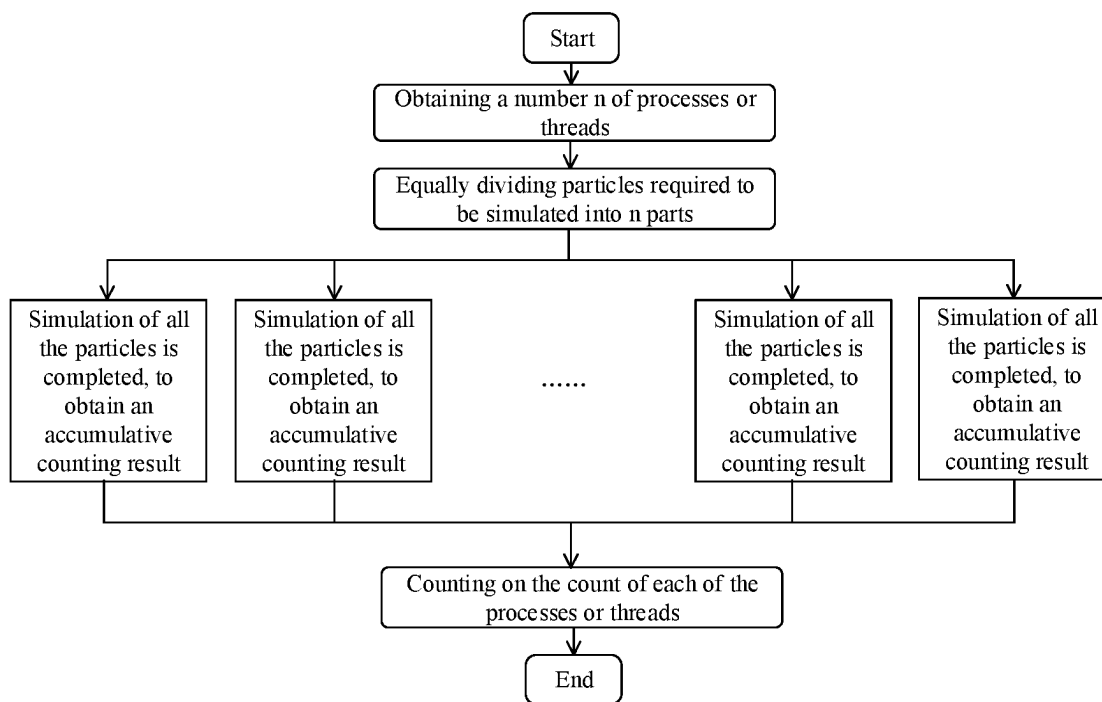 Start
Obtaining a number n of processes or
threads
Equally dividing particles required to
be simulated into n parts
Simulation of all
the particles is
completed, to
obtain an
accumulative
counting result
Simulation of all
the particles is
completed, to
obtain an
accumulative
counting result
......
Simulation of all
the particles is
completed, to
obtain an
accumulative
counting result
Simulation of all
the particles is
completed, to
obtain an
accumulative
counting result
Counting on the count of each of the
processes or threads
End